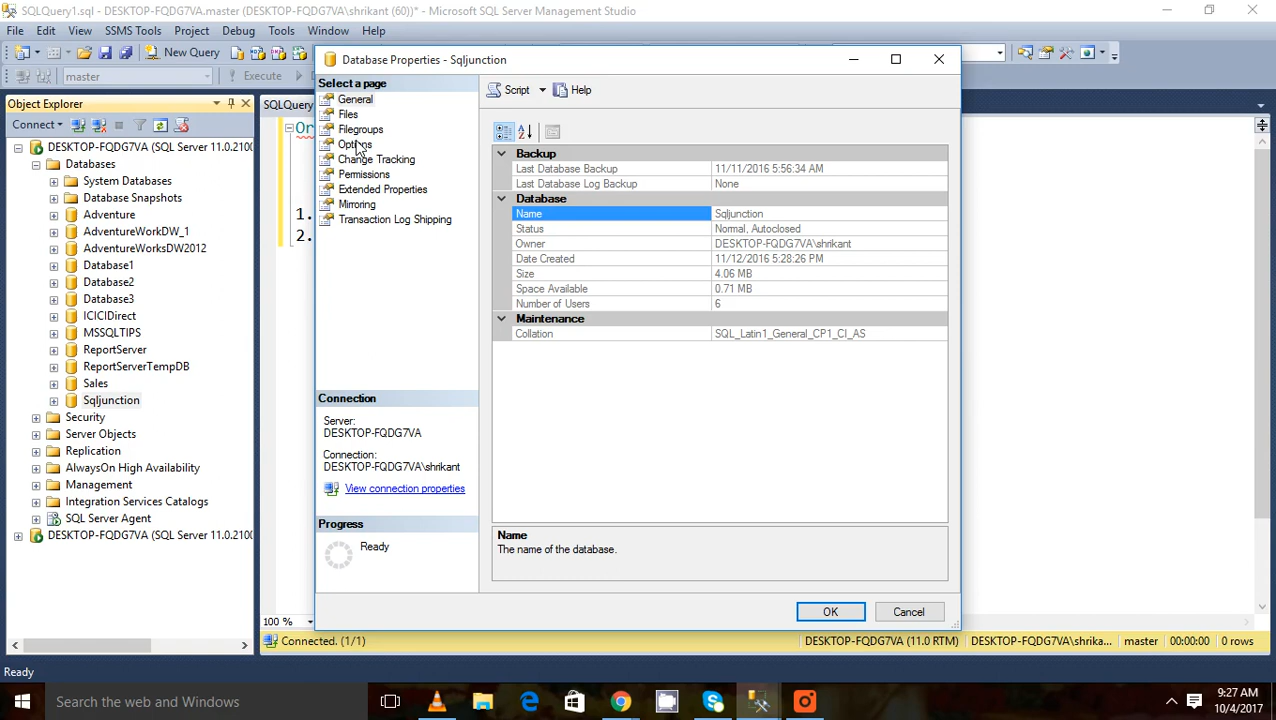 SQLQuery1.sql - DESKTOP-FQDG7VA.master (DESKTOP-FQDG7VA\shrikant (60))* - Microsoft SQL Server Management Studio
File Edit View SSMS Tools Project Debug Tools Window Help
New Query
master Execute
Object Explorer
Connect
DESKTOP-FQDG7VA (SQL Server 11.0.2100
Databases
System Databases
Database Snapshots
Adventure
AdventureWorkDW_1
AdventureWorksDW2012
Database1
Database2
Database3
ICICIDirect
MSSQLTIPS
ReportServer
ReportServerTempDB
Sales
Sqljunction
Security
Server Objects
Replication
AlwaysOn High Availability
Management
Integration Services Catalogs
SQL Server Agent
DESKTOP-FQDG7VA (SQL Server 11.0.2100
SQLQuery
Or
1.
2.
100 %
Database Properties - Sqljunction
Select a page
General
Files
Filegroups
Options
Change Tracking
Permissions
Extended Properties
Mirroring
Transaction Log Shipping
Connection
Server:
DESKTOP-FQDG7VA
Connection:
DESKTOP-FQDG7VA\shrikant
View connection properties
Progress
Ready
Script Help
Backup
Last Database Backup 11/11/2016 5:56:34 AM
Last Database Log Backup None
Database
Name Sqljunction
Status Normal, Autoclosed
Owner DESKTOP-FQDG7VA\shrikant
Date Created 11/12/2016 5:28:26 PM
Size 4.06 MB
Space Available 0.71 MB
Number of Users 6
Maintenance
Collation SQL_Latin1_General_CP1_CI_AS
Name
The name of the database.
OK Cancel
Connected. (1/1) DESKTOP-FQDG7VA (11.0 RTM) DESKTOP-FQDG7VA\shrika... master 00:00:00 0 rows
Ready
Search the web and Windows
9:27 AM
10/4/2017